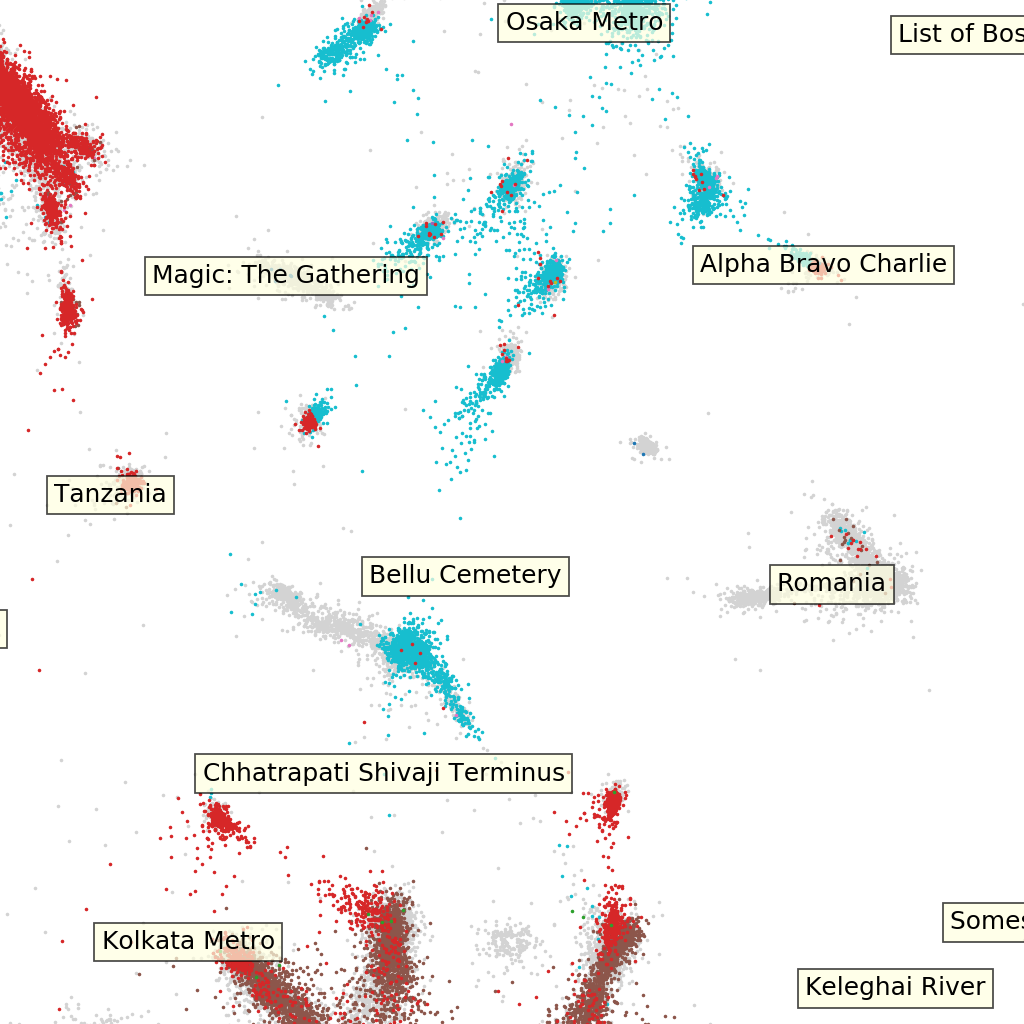 Osaka Metro
List of Bos
Magic: The Gathering
Alpha Bravo Charlie
Tanzania
Bellu Cemetery
Romania
Chhatrapati Shivaji Terminus
Kolkata Metro
Somes
Keleghai River